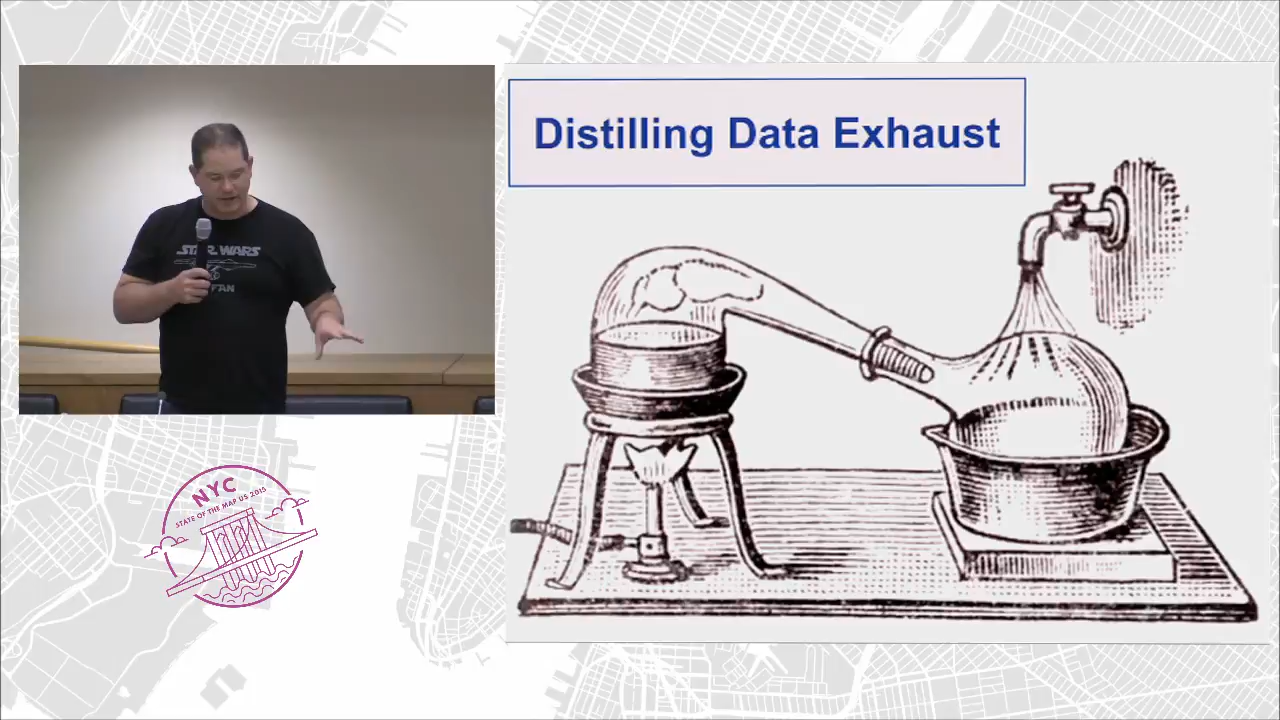 Distilling Data Exhaust
STAR WARS
FAN
NYC
STATE OF THE MAP US 2015